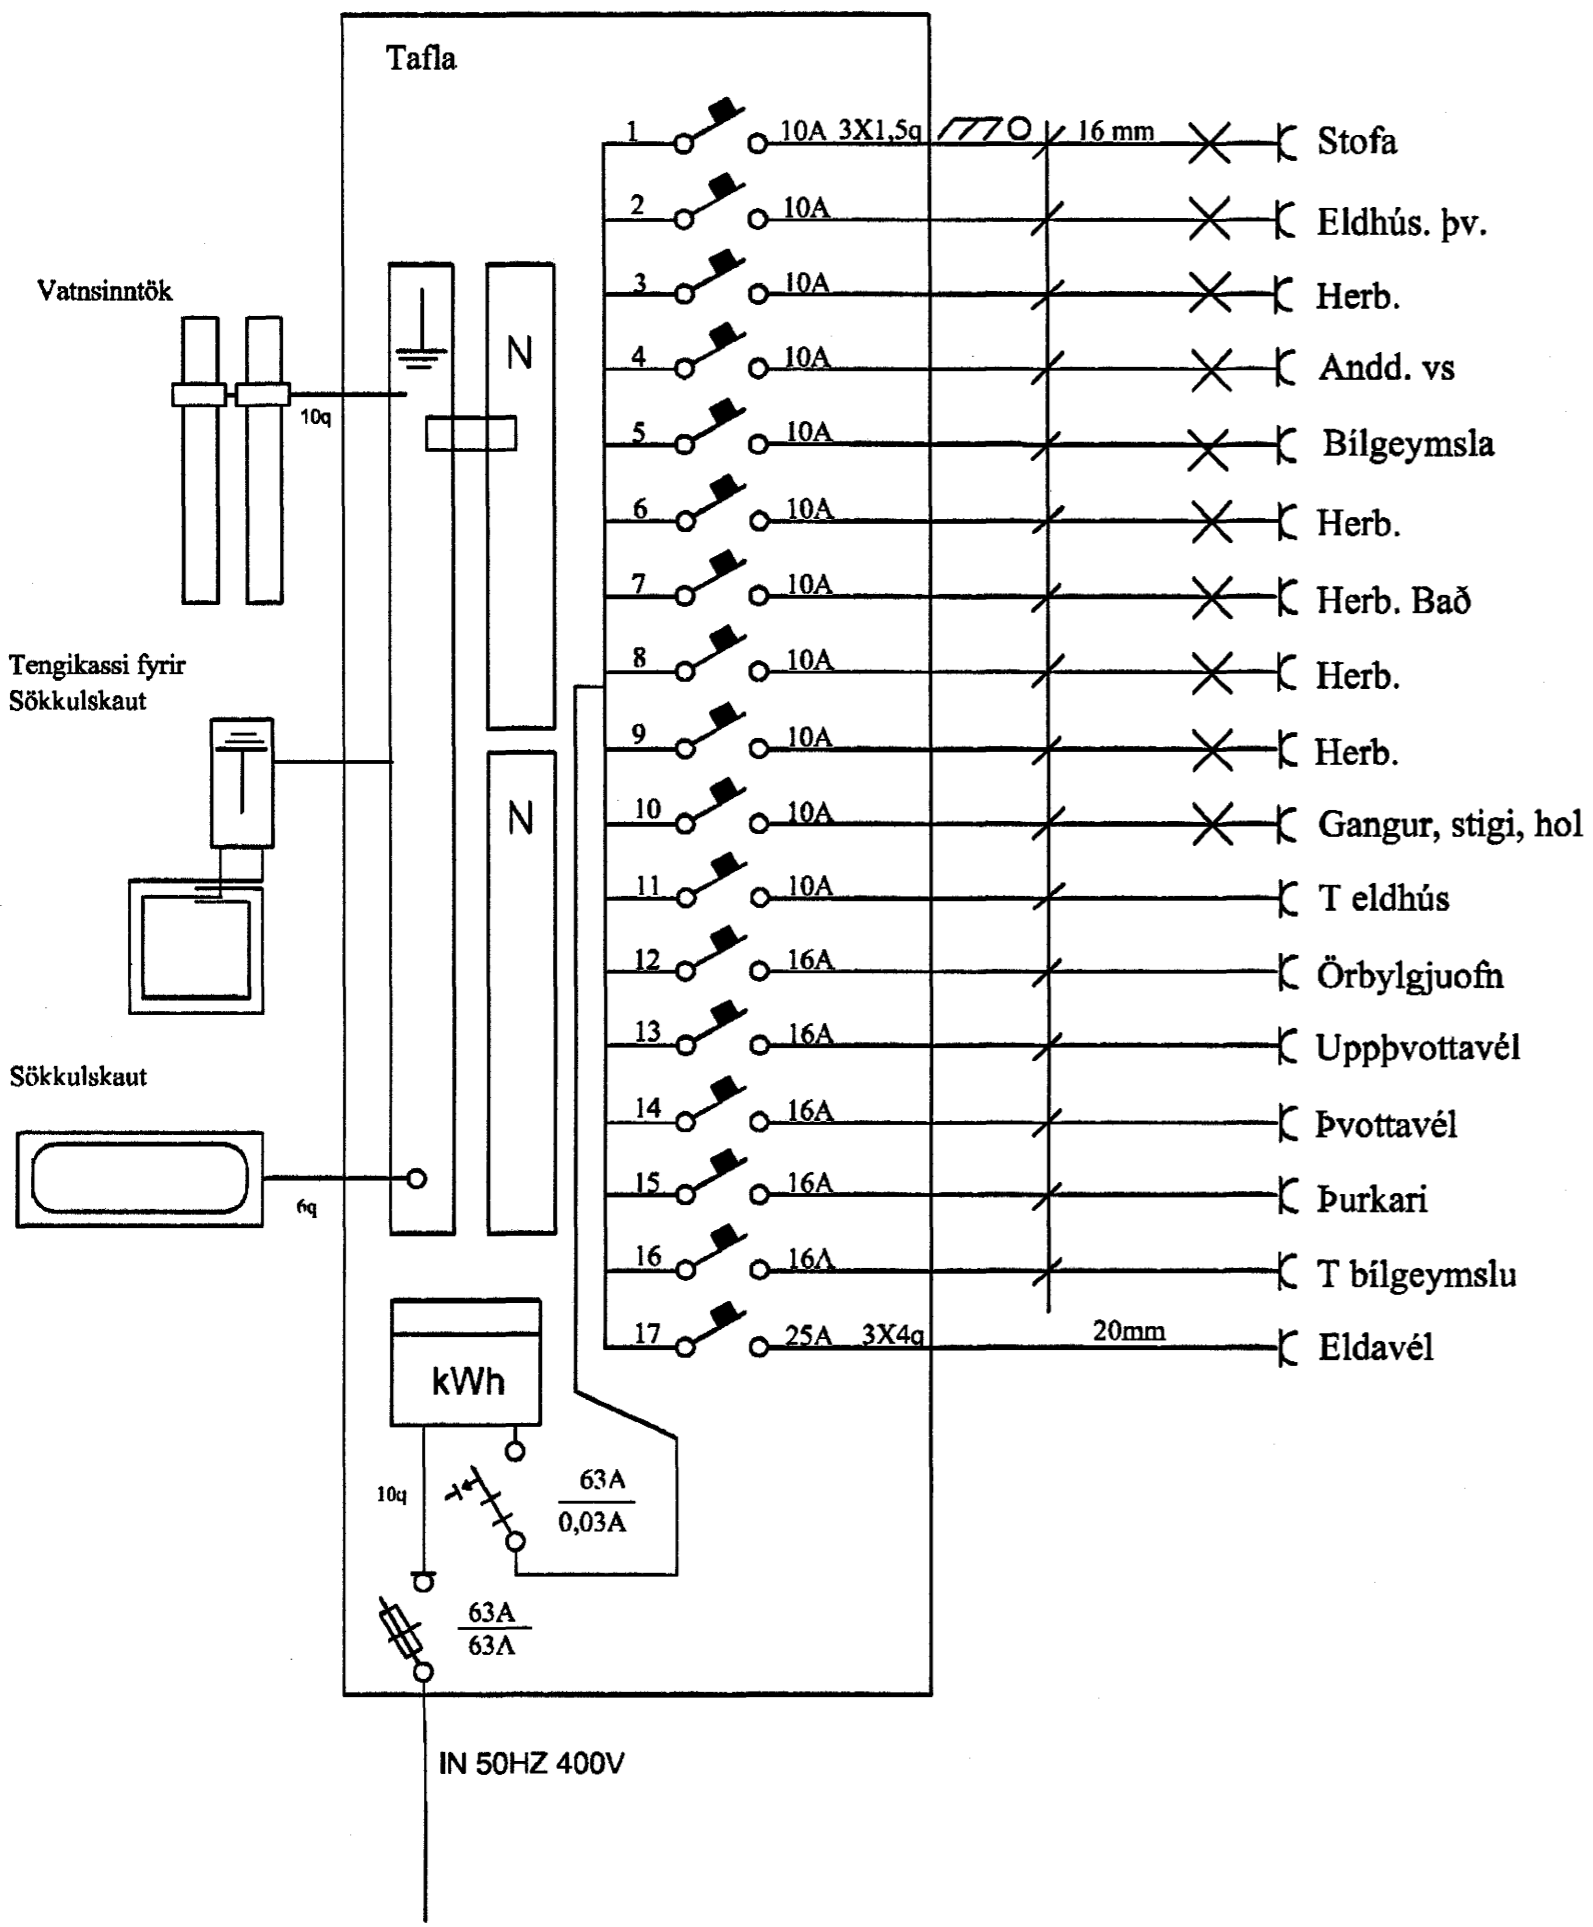 Tafla
1 10A 3X1,5q 16 mm Stofa
2 10A Eldhús. þv.
3 10A Herb.
4 10A Andd. vs
5 10A Bílgeymsla
6 10A Herb.
7 10A Herb. Bað
8 10A Herb.
9 10A Herb.
10 10A Gangur, stigi, hol
11 10A T eldhús
12 16A Örbylgjuofn
13 16A Uppþvottavél
14 16A Þvottavél
15 16A Þurkari
16 16A T bílgeymslu
17 25A 3X4q 20mm Eldavél
Vatnsinntök
10q
N
Tengikassi fyrir
Sökkulskaut
N
Sökkulskaut
6q
kWh
10q
63A
0,03A
63A
63A
IN 50HZ 400V